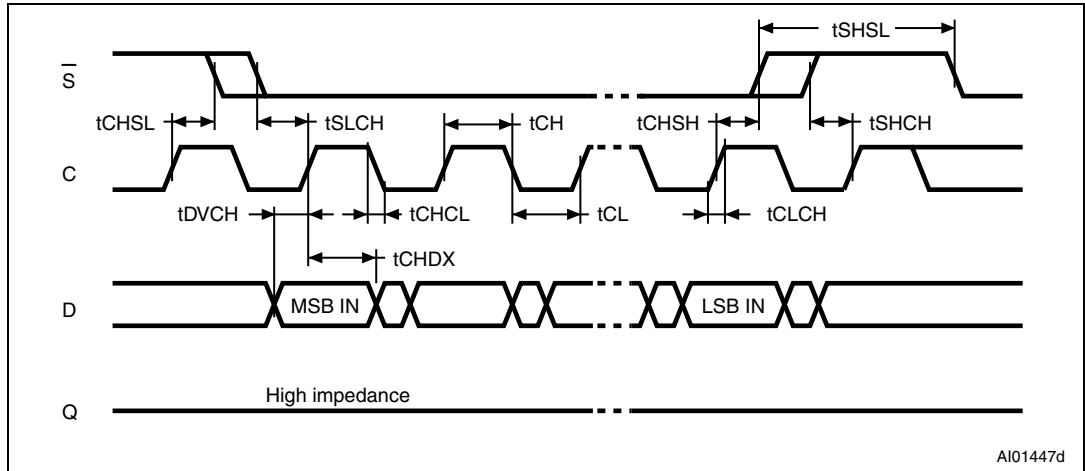 tSHSL
S
tCHSL tSLCH tCH tCHSH tSHCH
C
tDVCH tCHCL tCL tCLCH
tCHDX
D MSB IN LSB IN
High impedance
Q
AI01447d